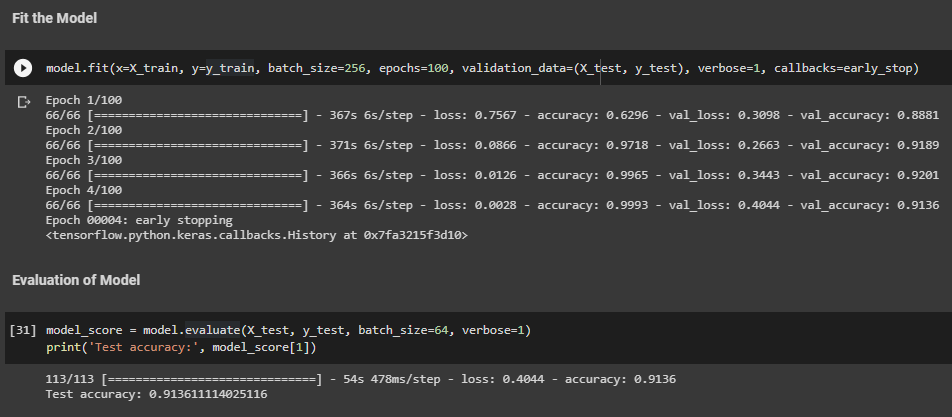 Fit the Model
model.fit(x=X_train, y=y_train, batch_size=256, epochs=100, validation_data=(X_test, y_test), verbose=1, callbacks=early_stop)
Epoch 1/100
66/66 [==============================] - 367s 6s/step - loss: 0.7567 - accuracy: 0.6296 - val_loss: 0.3098 - val_accuracy: 0.8881
Epoch 2/100
66/66 [==============================] - 371s 6s/step - loss: 0.0866 - accuracy: 0.9718 - val_loss: 0.2663 - val_accuracy: 0.9189
Epoch 3/100
66/66 [==============================] - 366s 6s/step - loss: 0.0126 - accuracy: 0.9965 - val_loss: 0.3443 - val_accuracy: 0.9201
Epoch 4/100
66/66 [==============================] - 364s 6s/step - loss: 0.0028 - accuracy: 0.9993 - val_loss: 0.4044 - val_accuracy: 0.9136
Epoch 00004: early stopping
<tensorflow.python.keras.callbacks.History at 0x7fa3215f3d10>
Evaluation of Model
[31] model_score = model.evaluate(X_test, y_test, batch_size=64, verbose=1)
print('Test accuracy:', model_score[1])
113/113 [==============================] - 54s 478ms/step - loss: 0.4044 - accuracy: 0.9136
Test accuracy: 0.913611114025116